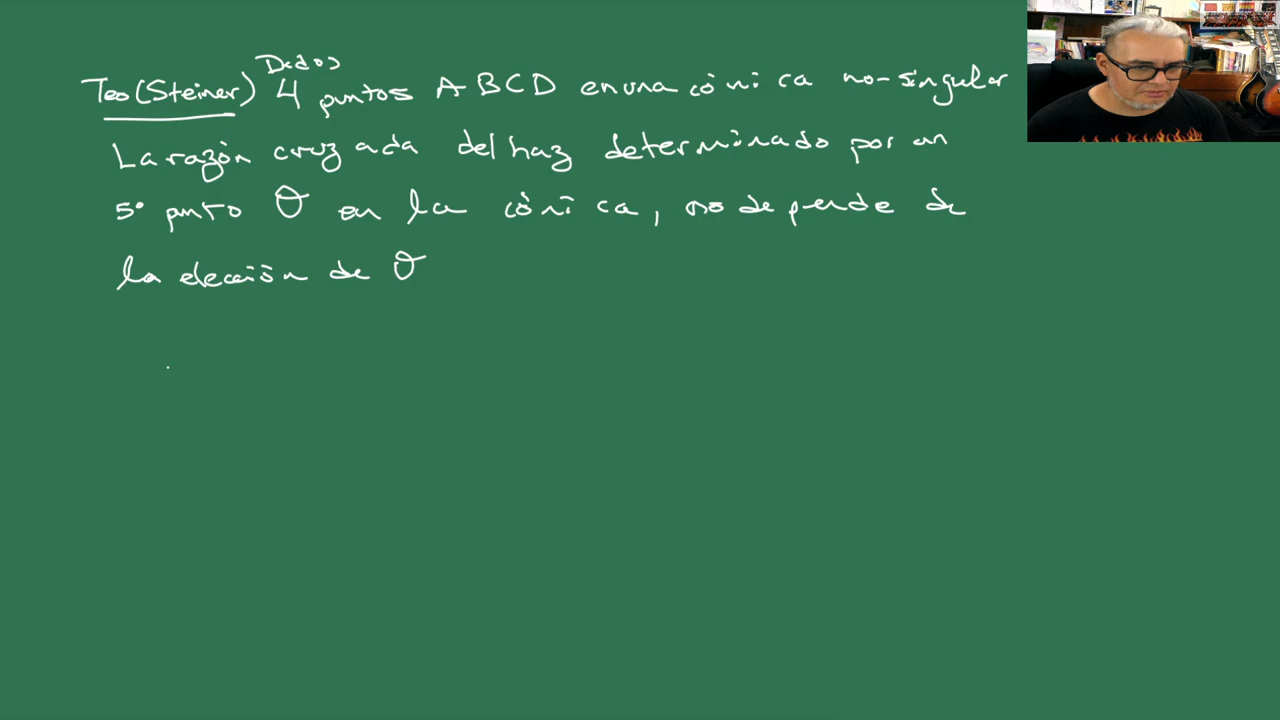 Teo (Steiner) Dados 4 puntos A B C D en una cónica no-singular
La razón cruzada del haz determinado por un
5° punto O en la cónica, no depende de
la elección de O